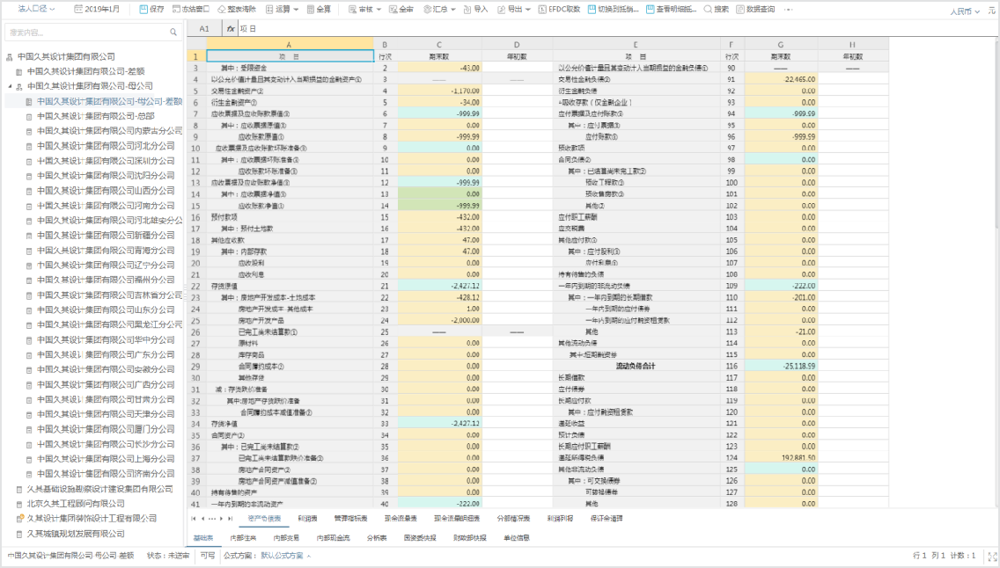 法人口径 2019年1月 保存 冻结窗口 整表清除 运算 全算 审核 全审 汇总 导入 导出 EFDC取数 切换到抵销... 查看明细抵... 搜索 数据查询 ... 人民币 元
搜索内容...
中国久其设计集团有限公司
中国久其设计集团有限公司-差额
中国久其设计集团有限公司-母公司
中国久其设计集团有限公司-母公司-差额
中国久其设计集团有限公司-总部
中国久其设计集团有限公司内蒙古分公司
中国久其设计集团有限公司河北分公司
中国久其设计集团有限公司深圳分公司
中国久其设计集团有限公司沈阳分公司
中国久其设计集团有限公司山西分公司
中国久其设计集团有限公司河南分公司
中国久其设计集团有限公司河北雄安分公
中国久其设计集团有限公司新疆分公司
中国久其设计集团有限公司青海分公司
中国久其设计集团有限公司辽宁分公司
中国久其设计集团有限公司福州分公司
中国久其设计集团有限公司吉林省分公司
中国久其设计集团有限公司山东分公司
中国久其设计集团有限公司黑龙江分公司
中国久其设计集团有限公司华中分公司
中国久其设计集团有限公司广东分公司
中国久其设计集团有限公司安徽分公司
中国久其设计集团有限公司广西分公司
中国久其设计集团有限公司甘肃分公司
中国久其设计集团有限公司天津分公司
中国久其设计集团有限公司厦门分公司
中国久其设计集团有限公司长沙分公司
中国久其设计集团有限公司上海分公司
中国久其设计集团有限公司济南分公司
久其基础设施勘察设计建设集团有限公司
北京久其工程顾问有限公司
久其设计集团装饰设计工程有限公司
久其城镇规划发展有限公司
A1 fx 项 目
A B C D E F G H
1 项 目 行次 期末数 年初数 项 目 行次 期末数 年初数
3 其中：受限资金 2 -43.00 以公允价值计量且其变动计入当期损益的金融负债① 90 —— ——
4 以公允价值计量且其变动计入当期损益的金融资产① 3 —— —— 交易性金融负债② 91 -22,465.00
5 交易性金融资产② 4 -1,170.00 衍生金融负债 92 0.00
6 衍生金融资产② 5 -34.00 吸收存款（仅金融企业） 93 0.00
7 应收票据及应收账款原值③ 6 -999.99 应付票据及应付账款③ 94 -999.99
8 其中：应收票据原值③ 7 0.00 其中：应付票据③ 95 0.00
9 应收账款原值③ 8 -999.99 应付账款③ 96 -999.99
10 应收票据及应收账款坏账准备③ 9 0.00 预收款项 97 0.00
11 其中：应收票据坏账准备③ 10 0.00 合同负债② 98 0.00
12 应收账款坏账准备③ 11 0.00 其中：已结算尚未完工款② 99 0.00
13 应收票据及应收账款净值③ 12 -999.99 预收工程款② 100 0.00
14 其中：应收票据净值③ 13 0.00 预收售房款② 101 0.00
15 应收账款净值③ 14 -999.99 其他② 102 0.00
16 预付款项 15 -432.00 应付职工薪酬 103 0.00
17 其中：预付土地款 16 -432.00 应交税费 104 0.00
18 其他应收款 17 47.00 其他应付款③ 105 0.00
19 其中：内部存款 18 47.00 其中：应付股利③ 106 0.00
20 应收股利 19 0.00 应付利息③ 107 0.00
21 应收利息 20 0.00 持有待售的负债 108 0.00
22 存货原值 21 -2,427.12 一年内到期的非流动负债 109 -222.00
23 其中：房地产开发成本-土地成本 22 -428.12 其中：一年内到期的长期借款 110 -201.00
24 房地产开发成本-其他成本 23 1.00 一年内到期的应付债券 111 0.00
25 房地产开发产品 24 -2,000.00 一年内到期的应付融资租赁款 112 0.00
26 已完工尚未结算款① 25 —— —— 其他 113 -21.00
27 原材料 26 0.00 其他流动负债 114 0.00
28 库存商品 27 0.00 其中:短期融资券 115 0.00
29 合同履约成本② 28 0.00 流动负债合计 116 -25,118.99
30 其他存货 29 0.00 长期借款 117 0.00
31 减：存货跌价准备 30 0.00 应付债券 118 0.00
32 其中:房地产存货跌价准备 31 0.00 长期应付款 119 0.00
33 合同履约成本减值准备② 32 0.00 其中：应付融资租赁款 120 0.00
34 存货净值 33 -2,427.12 递延收益 121 0.00
35 合同资产② 34 0.00 预计负债 122 0.00
36 其中：已完工尚未结算款② 35 0.00 长期应付职工薪酬 123 0.00
37 已完工尚未结算款跌价准备② 36 0.00 递延所得税负债 124 192,881.50
38 房地产合同资产② 37 0.00 其他非流动负债 125 0.00
39 房地产合同资产减值准备② 38 0.00 其中：可交换债券 126 0.00
40 持有待售的资产 39 0.00 可转换债券 127 0.00
41 一年内到期的非流动资产 40 -222.00 其他 128 0.00
资产负债表 利润表 管理指标表 现金流量表 现金流量明细表 分部情况表 利润列报 保证金清理
基础表 内部往来 内部交易 内部现金流 分析表 国资委快报 财政部快报 单位信息
中国久其设计集团有限公司-母公司-差额 状态：未送审 可写 公式方案： 默认公式方案 行 1 列 1 计数：1